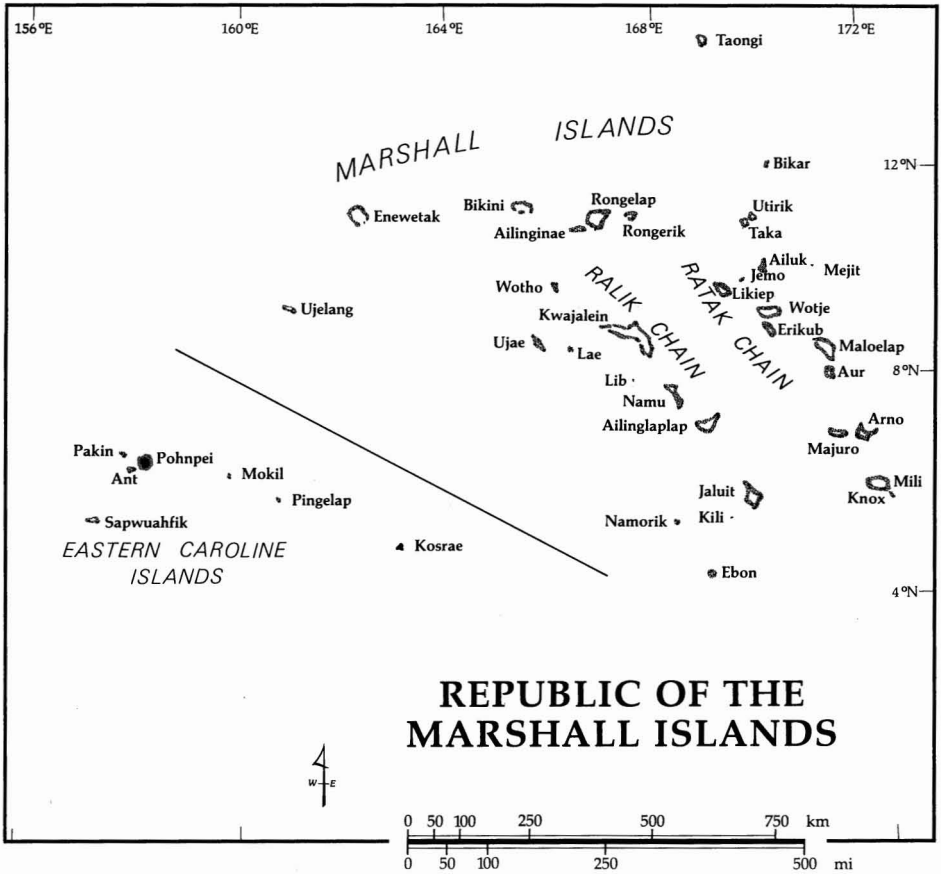 156°E 160°E 164°E 168°E 172°E
Taongi
MARSHALL ISLANDS
Bikar
12°N
Bikini
Rongelap
Utirik
Enewetak
Ailinginae
Rongerik
Taka
Ailuk
Mejit
Jemo
Wotho
Likiep
RALIK CHAIN
RATAK CHAIN
Ujelang
Wotje
Kwajalein
Erikub
Ujae
Lae
Maloelap
8°N
Lib
Aur
Namu
Ailinglaplap
Arno
Majuro
Pakin
Pohnpei
Ant
Mokil
Mili
Jaluit
Knox
Pingelap
Kili
Sapwuahfik
Namorik
EASTERN CAROLINE
ISLANDS
Kosrae
Ebon
4°N
REPUBLIC OF THE
MARSHALL ISLANDS
W E
0 50 100 250 500 750 km
0 50 100 250 500 mi